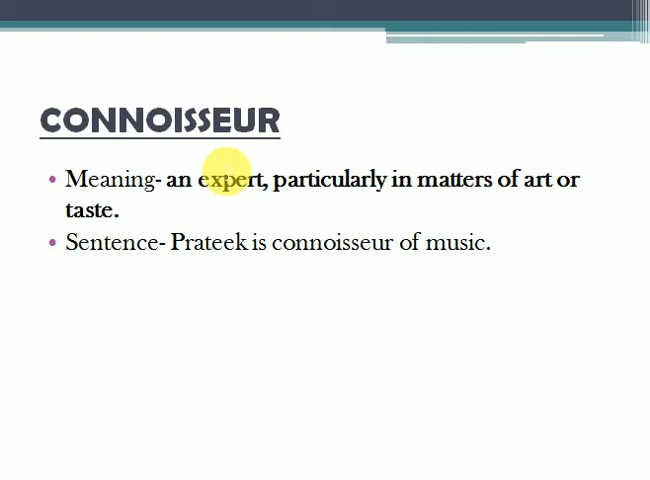 CONNOISSEUR
• Meaning- an expert, particularly in matters of art or
taste.
• Sentence- Prateek is connoisseur of music.